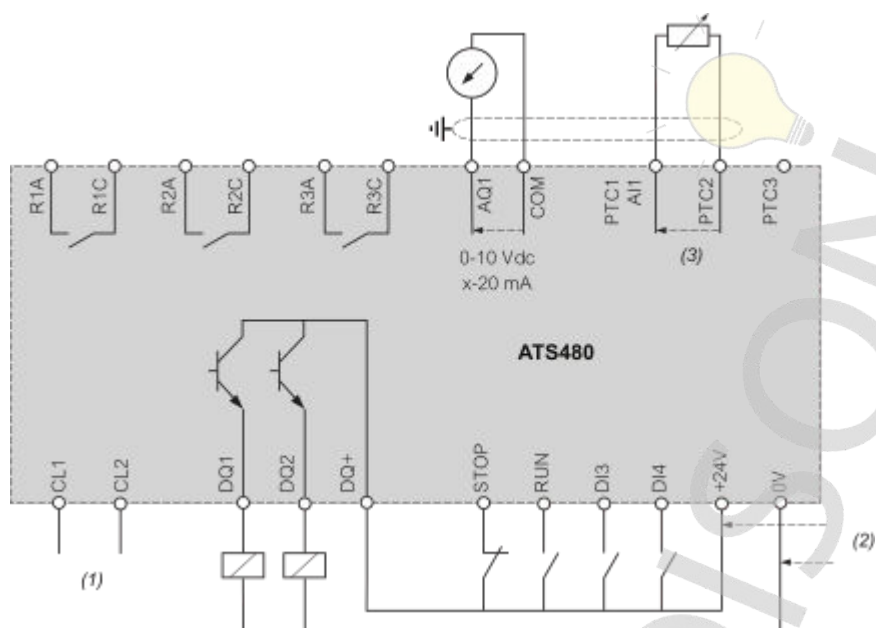 R1A R1C R2A R2C R3A R3C AQ1 COM PTC1 AI1 PTC2 PTC3
0-10 Vdc
x-20 mA
(3)
ATS480
CL1 CL2 DQ1 DQ2 DQ+ STOP RUN DI3 DI4 +24V 0V
(1)
(2)